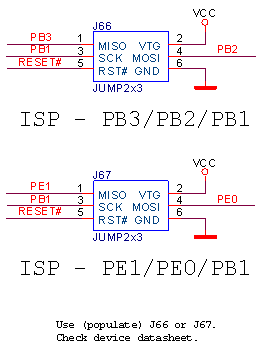 J66 VCC
PB3 1 MISO VTG 2
PB1 3 SCK MOSI 4 PB2
RESET# 5 RST# GND 6
JUMP2x3
ISP - PB3/PB2/PB1
J67 VCC
PE1 1 MISO VTG 2
PB1 3 SCK MOSI 4 PE0
RESET# 5 RST# GND 6
JUMP2x3
ISP - PE1/PE0/PB1
Use (populate) J66 or J67.
Check device datasheet.